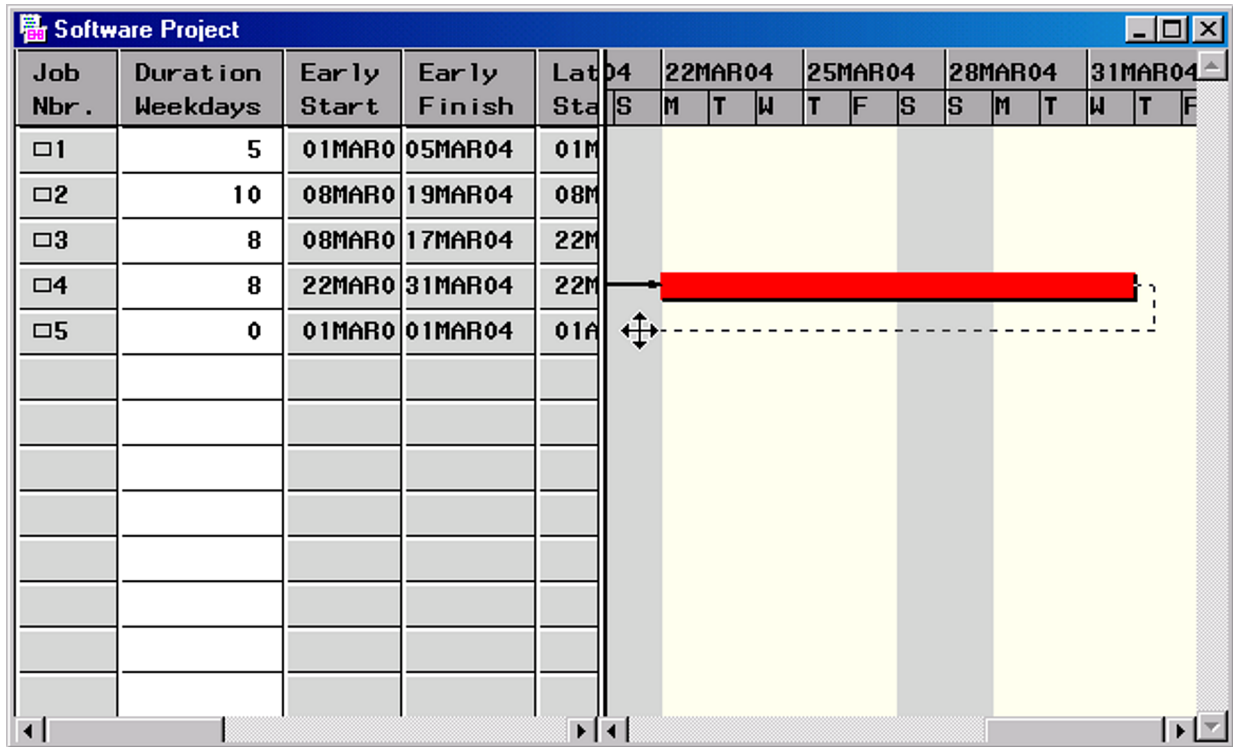 Software Project
Job Duration Early Early Lat 04 22MAR04 25MAR04 28MAR04 31MAR04
Nbr. Weekdays Start Finish Sta S M T W T F S S M T W T F
1 5 01MAR0 05MAR04 01M
2 10 08MAR0 19MAR04 08M
3 8 08MAR0 17MAR04 22M
4 8 22MAR0 31MAR04 22M
5 0 01MAR0 01MAR04 01A